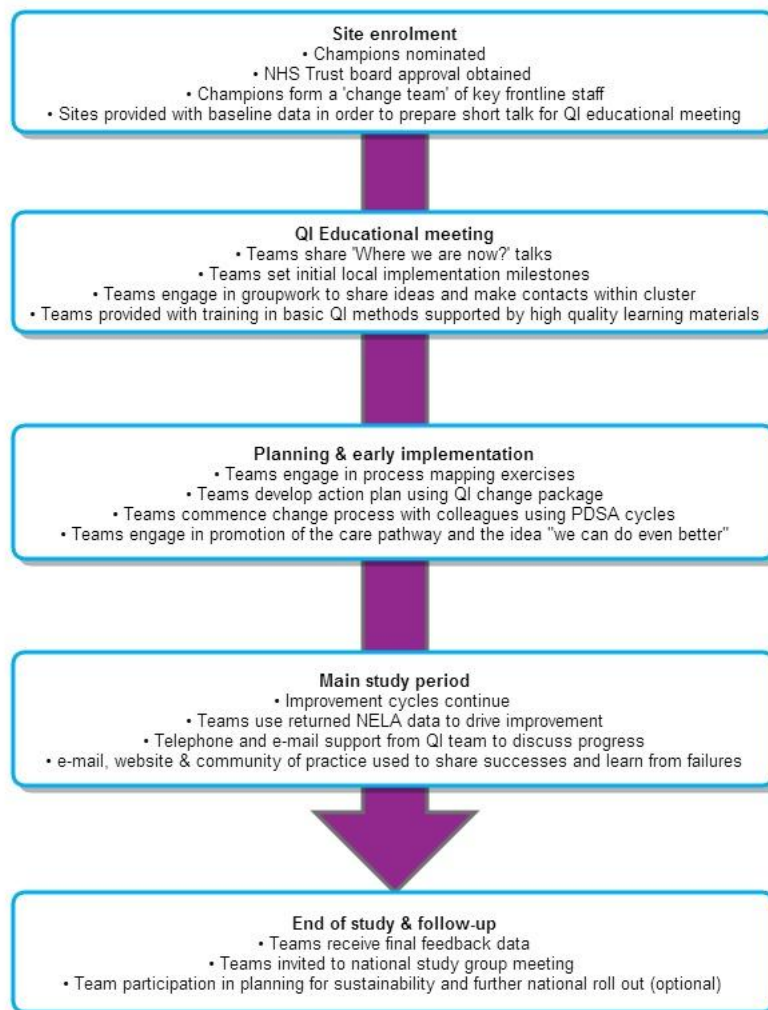 Site enrolment
• Champions nominated
• NHS Trust board approval obtained
• Champions form a 'change team' of key frontline staff
• Sites provided with baseline data in order to prepare short talk for QI educational meeting
QI Educational meeting
• Teams share 'Where we are now?' talks
• Teams set initial local implementation milestones
• Teams engage in groupwork to share ideas and make contacts within cluster
• Teams provided with training in basic QI methods supported by high quality learning materials
Planning & early implementation
• Teams engage in process mapping exercises
• Teams develop action plan using QI change package
• Teams commence change process with colleagues using PDSA cycles
• Teams engage in promotion of the care pathway and the idea "we can do even better"
Main study period
• Improvement cycles continue
• Teams use returned NELA data to drive improvement
• Telephone and e-mail support from QI team to discuss progress
• e-mail, website & community of practice used to share successes and learn from failures
End of study & follow-up
• Teams receive final feedback data
• Teams invited to national study group meeting
• Team participation in planning for sustainability and further national roll out (optional)